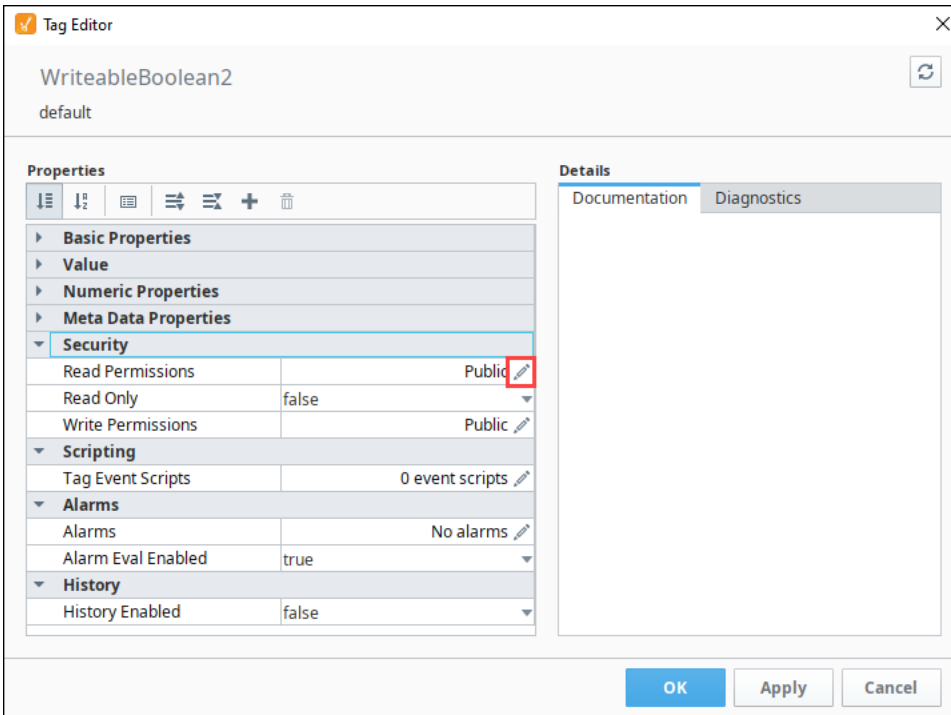 Tag Editor
WriteableBoolean2
default
Properties
Basic Properties
Value
Numeric Properties
Meta Data Properties
Security
Read Permissions Public
Read Only false
Write Permissions Public
Scripting
Tag Event Scripts 0 event scripts
Alarms
Alarms No alarms
Alarm Eval Enabled true
History
History Enabled false
Details
Documentation Diagnostics
OK Apply Cancel